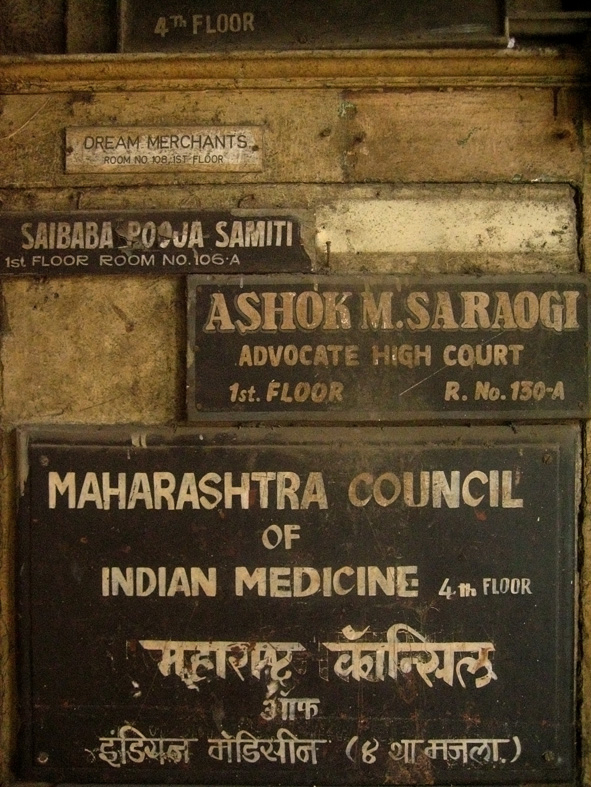 4th FLOOR
DREAM MERCHANTS
ROOM NO 108, 1ST FLOOR
SAIBABA POOJA SAMITI
1st FLOOR ROOM NO. 106-A
ASHOK M. SARAOGI
ADVOCATE HIGH COURT
1st. FLOOR R. No. 130-A
MAHARASHTRA COUNCIL
OF
INDIAN MEDICINE 4th FLOOR
महाराष्ट्र कॉन्सिल
ऑफ
इंडियन मेडिसीन (४ था मजला.)